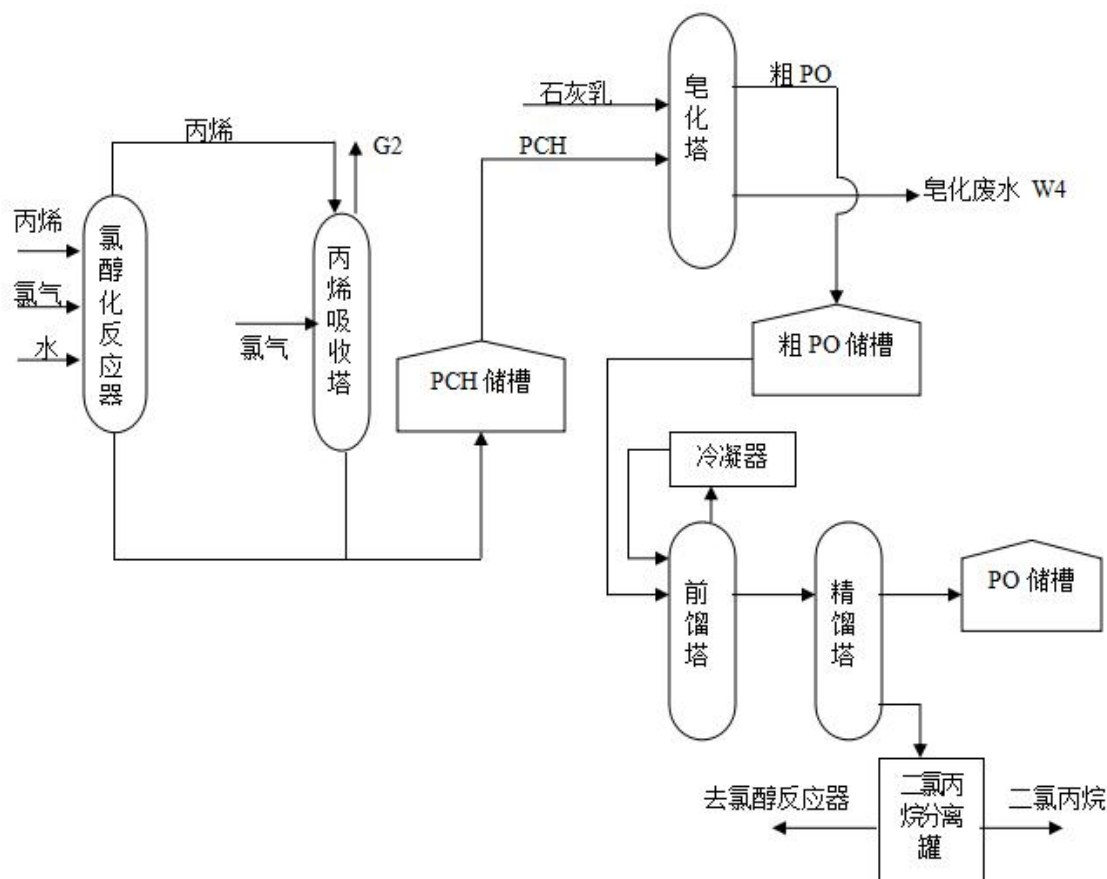 皂化塔
粗 PO
石灰乳
PCH
丙烯
G2
皂化废水 W4
丙烯
氯气
水
氯醇化反应器
丙烯吸收塔
氯气
PCH 储槽
粗 PO 储槽
冷凝器
前馏塔
精馏塔
PO 储槽
去氯醇反应器
二氯丙
烷分离
罐
二氯丙烷